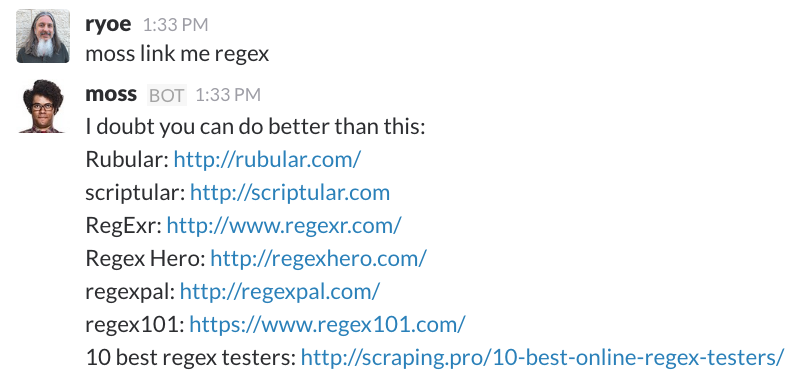 ryoe 1:33 PM
moss link me regex
moss BOT 1:33 PM
I doubt you can do better than this:
Rubular: http://rubular.com/
scriptular: http://scriptular.com
RegExr: http://www.regexr.com/
Regex Hero: http://regexhero.com/
regexpal: http://regexpal.com/
regex101: https://www.regex101.com/
10 best regex testers: http://scraping.pro/10-best-online-regex-testers/